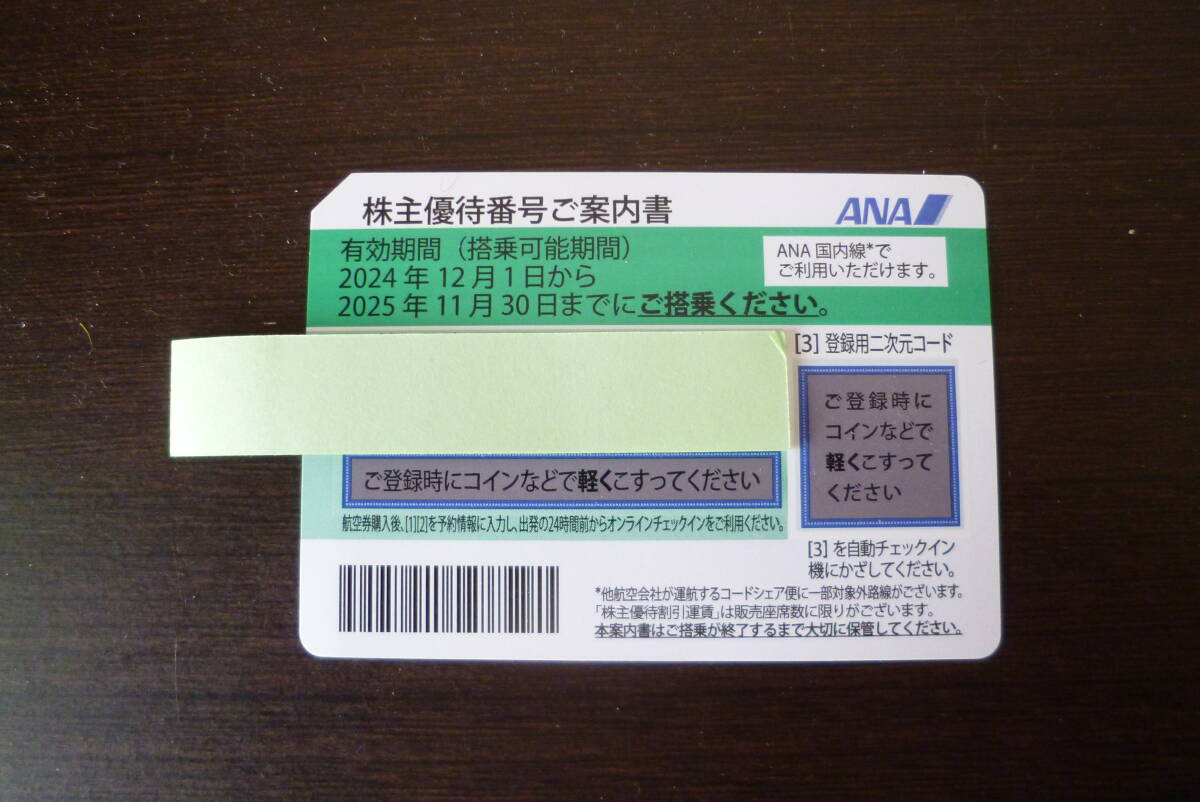 株主優待番号ご案内書
ANA
有効期間（搭乗可能期間）
2024年12月1日から
2025年11月30日までにご搭乗ください。
ANA国内線*で
ご利用いただけます。
[3] 登録用二次元コード
ご登録時に
コインなどで
軽くこすって
ください
ご登録時にコインなどで軽くこすってください
航空券購入後、[1][2]を予約情報に入力し、出発の24時間前からオンラインチェックインをご利用ください。
[3] を自動チェックイン
機にかざしてください。
*他航空会社が運航するコードシェア便に一部対象外路線がございます。
「株主優待割引運賃」は販売座席数に限りがございます。
本案内書はご搭乗が終了するまで大切に保管してください。